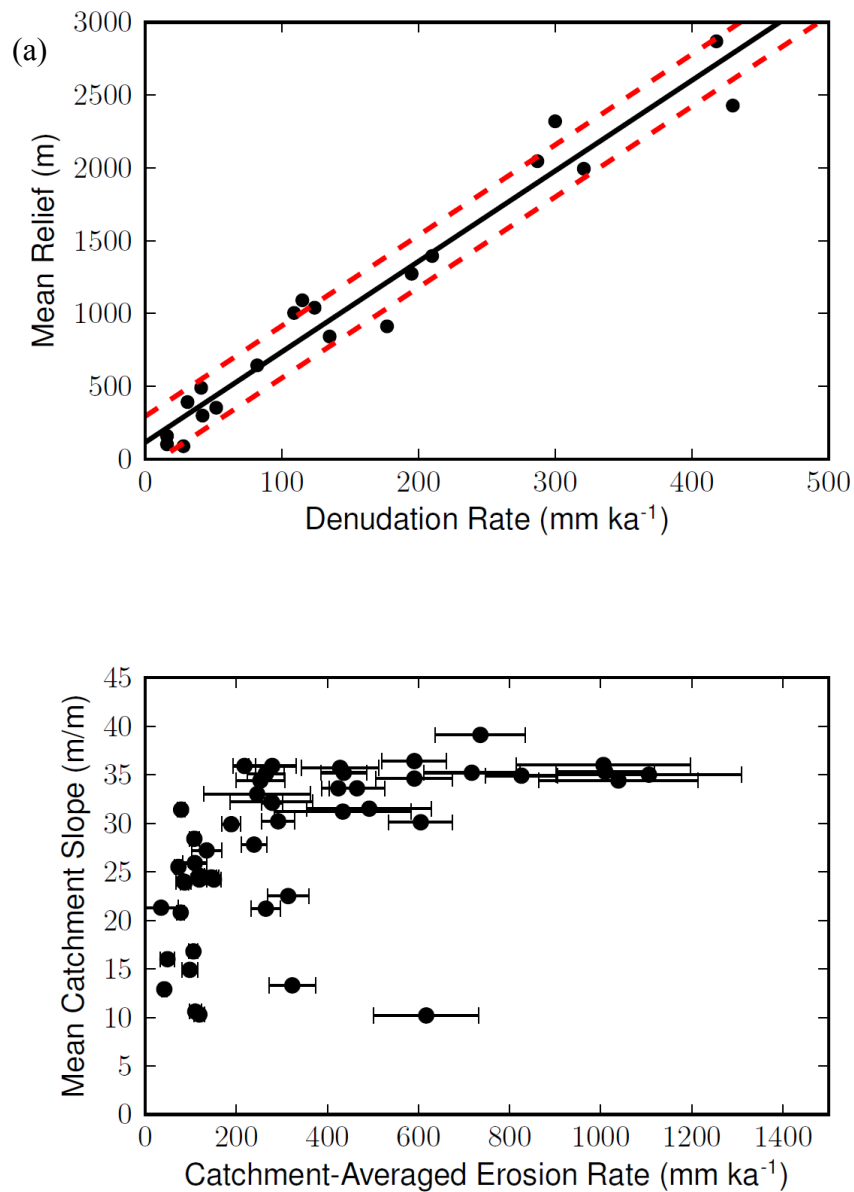 (a)
3000
2500
2000
1500
1000
500
0
Mean Relief (m)
0 100 200 300 400 500
Denudation Rate (mm ka-1)
45
40
35
30
25
20
15
10
5
0
Mean Catchment Slope (m/m)
0 200 400 600 800 1000 1200 1400
Catchment-Averaged Erosion Rate (mm ka-1)